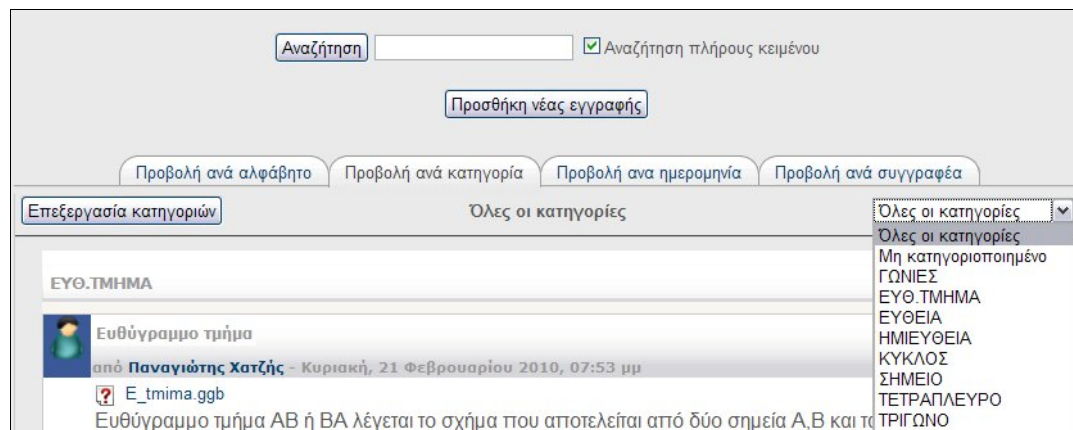 Αναζήτηση Αναζήτηση πλήρους κειμένου
Προσθήκη νέας εγγραφής
Προβολή ανά αλφάβητο Προβολή ανά κατηγορία Προβολή ανα ημερομηνία Προβολή ανά συγγραφέα
Επεξεργασία κατηγοριών Όλες οι κατηγορίες Όλες οι κατηγορίες
Όλες οι κατηγορίες
Μη κατηγοριοποιημένο
ΓΩΝΙΕΣ
ΕΥΘ.ΤΜΗΜΑ
ΕΥΘΕΙΑ
ΗΜΙΕΥΘΕΙΑ
ΚΥΚΛΟΣ
ΣΗΜΕΙΟ
ΤΕΤΡΑΠΛΕΥΡΟ
ΤΡΙΓΩΝΟ
ΕΥΘ.ΤΜΗΜΑ
Ευθύγραμμο τμήμα
από Παναγιώτης Χατζής - Κυριακή, 21 Φεβρουαρίου 2010, 07:53 μμ
E_tmima.ggb
Ευθύγραμμο τμήμα ΑΒ ή ΒΑ λέγεται το σχήμα που αποτελείται από δύο σημεία Α,Β και